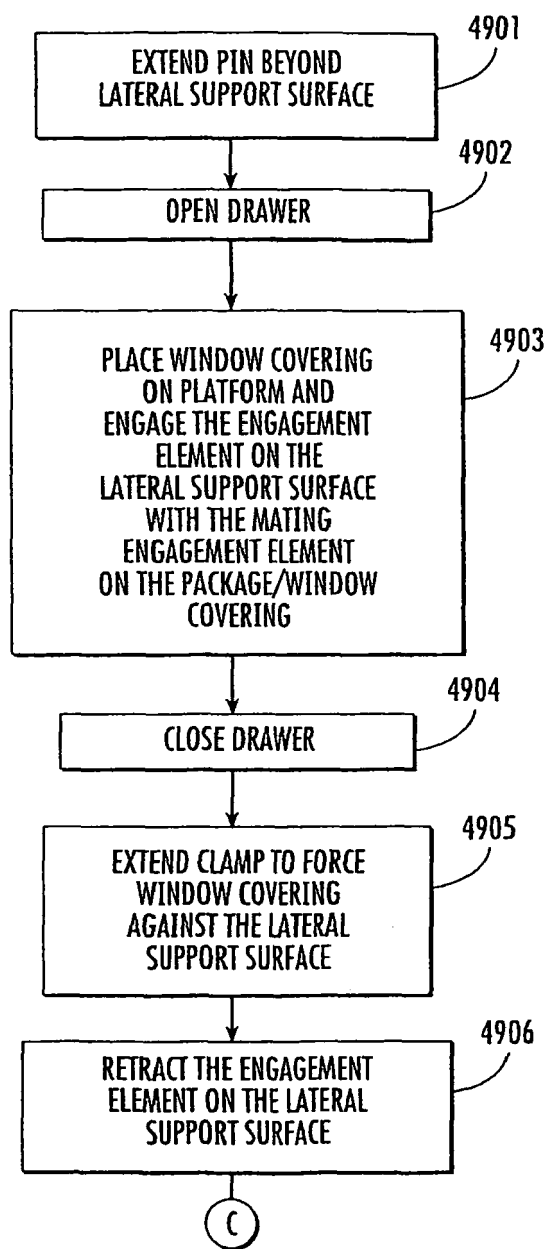 4901
EXTEND PIN BEYOND
LATERAL SUPPORT SURFACE
4902
OPEN DRAWER
4903
PLACE WINDOW COVERING
ON PLATFORM AND
ENGAGE THE ENGAGEMENT
ELEMENT ON THE
LATERAL SUPPORT SURFACE
WITH THE MATING
ENGAGEMENT ELEMENT
ON THE PACKAGE/WINDOW
COVERING
4904
CLOSE DRAWER
4905
EXTEND CLAMP TO FORCE
WINDOW COVERING
AGAINST THE LATERAL
SUPPORT SURFACE
4906
RETRACT THE ENGAGEMENT
ELEMENT ON THE LATERAL
SUPPORT SURFACE
C